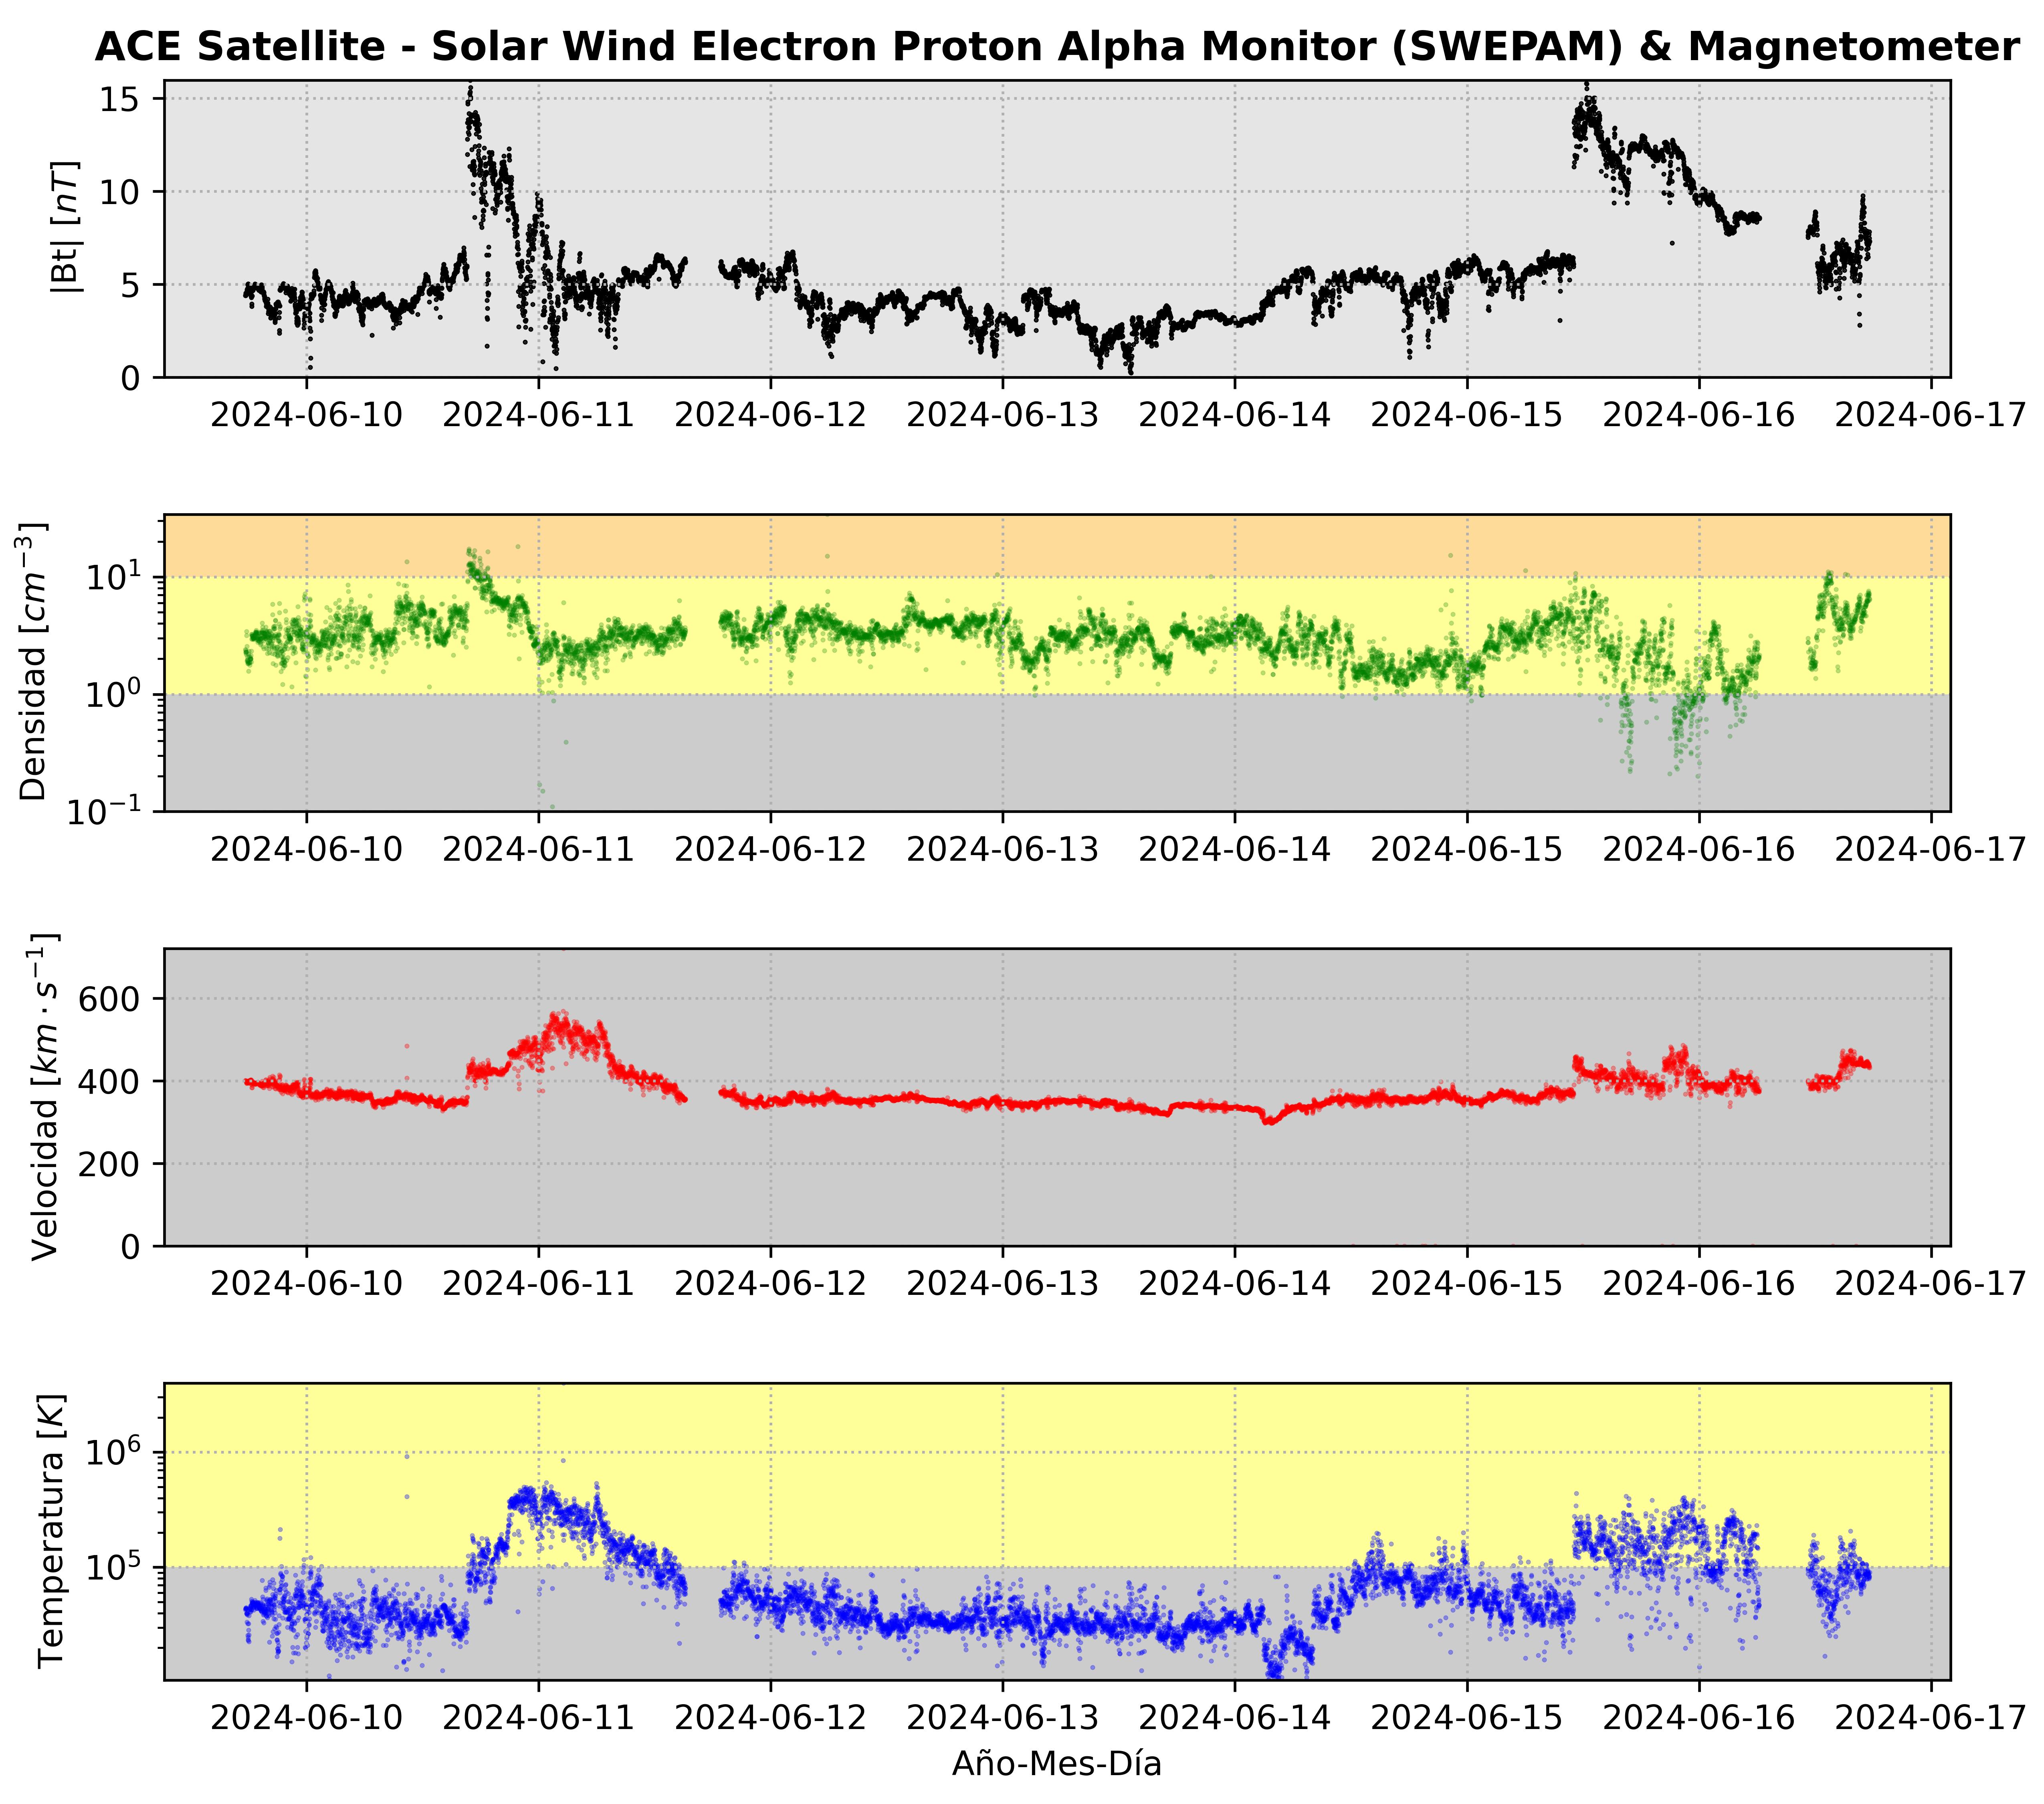 ACE Satellite - Solar Wind Electron Proton Alpha Monitor (SWEPAM) & Magnetometer
|Bt| [nT]
15
10
5
0
2024-06-10 2024-06-11 2024-06-12 2024-06-13 2024-06-14 2024-06-15 2024-06-16 2024-06-17
Densidad [cm⁻³]
10¹
10⁰
10⁻¹
2024-06-10 2024-06-11 2024-06-12 2024-06-13 2024-06-14 2024-06-15 2024-06-16 2024-06-17
Velocidad [km · s⁻¹]
600
400
200
0
2024-06-10 2024-06-11 2024-06-12 2024-06-13 2024-06-14 2024-06-15 2024-06-16 2024-06-17
Temperatura [K]
10⁶
10⁵
2024-06-10 2024-06-11 2024-06-12 2024-06-13 2024-06-14 2024-06-15 2024-06-16 2024-06-17
Año-Mes-Día